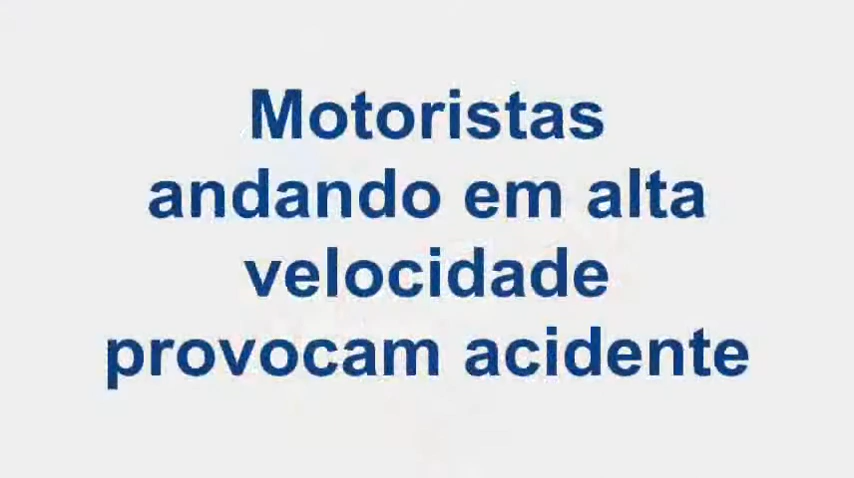 Motoristas
andando em alta
velocidade
provocam acidente